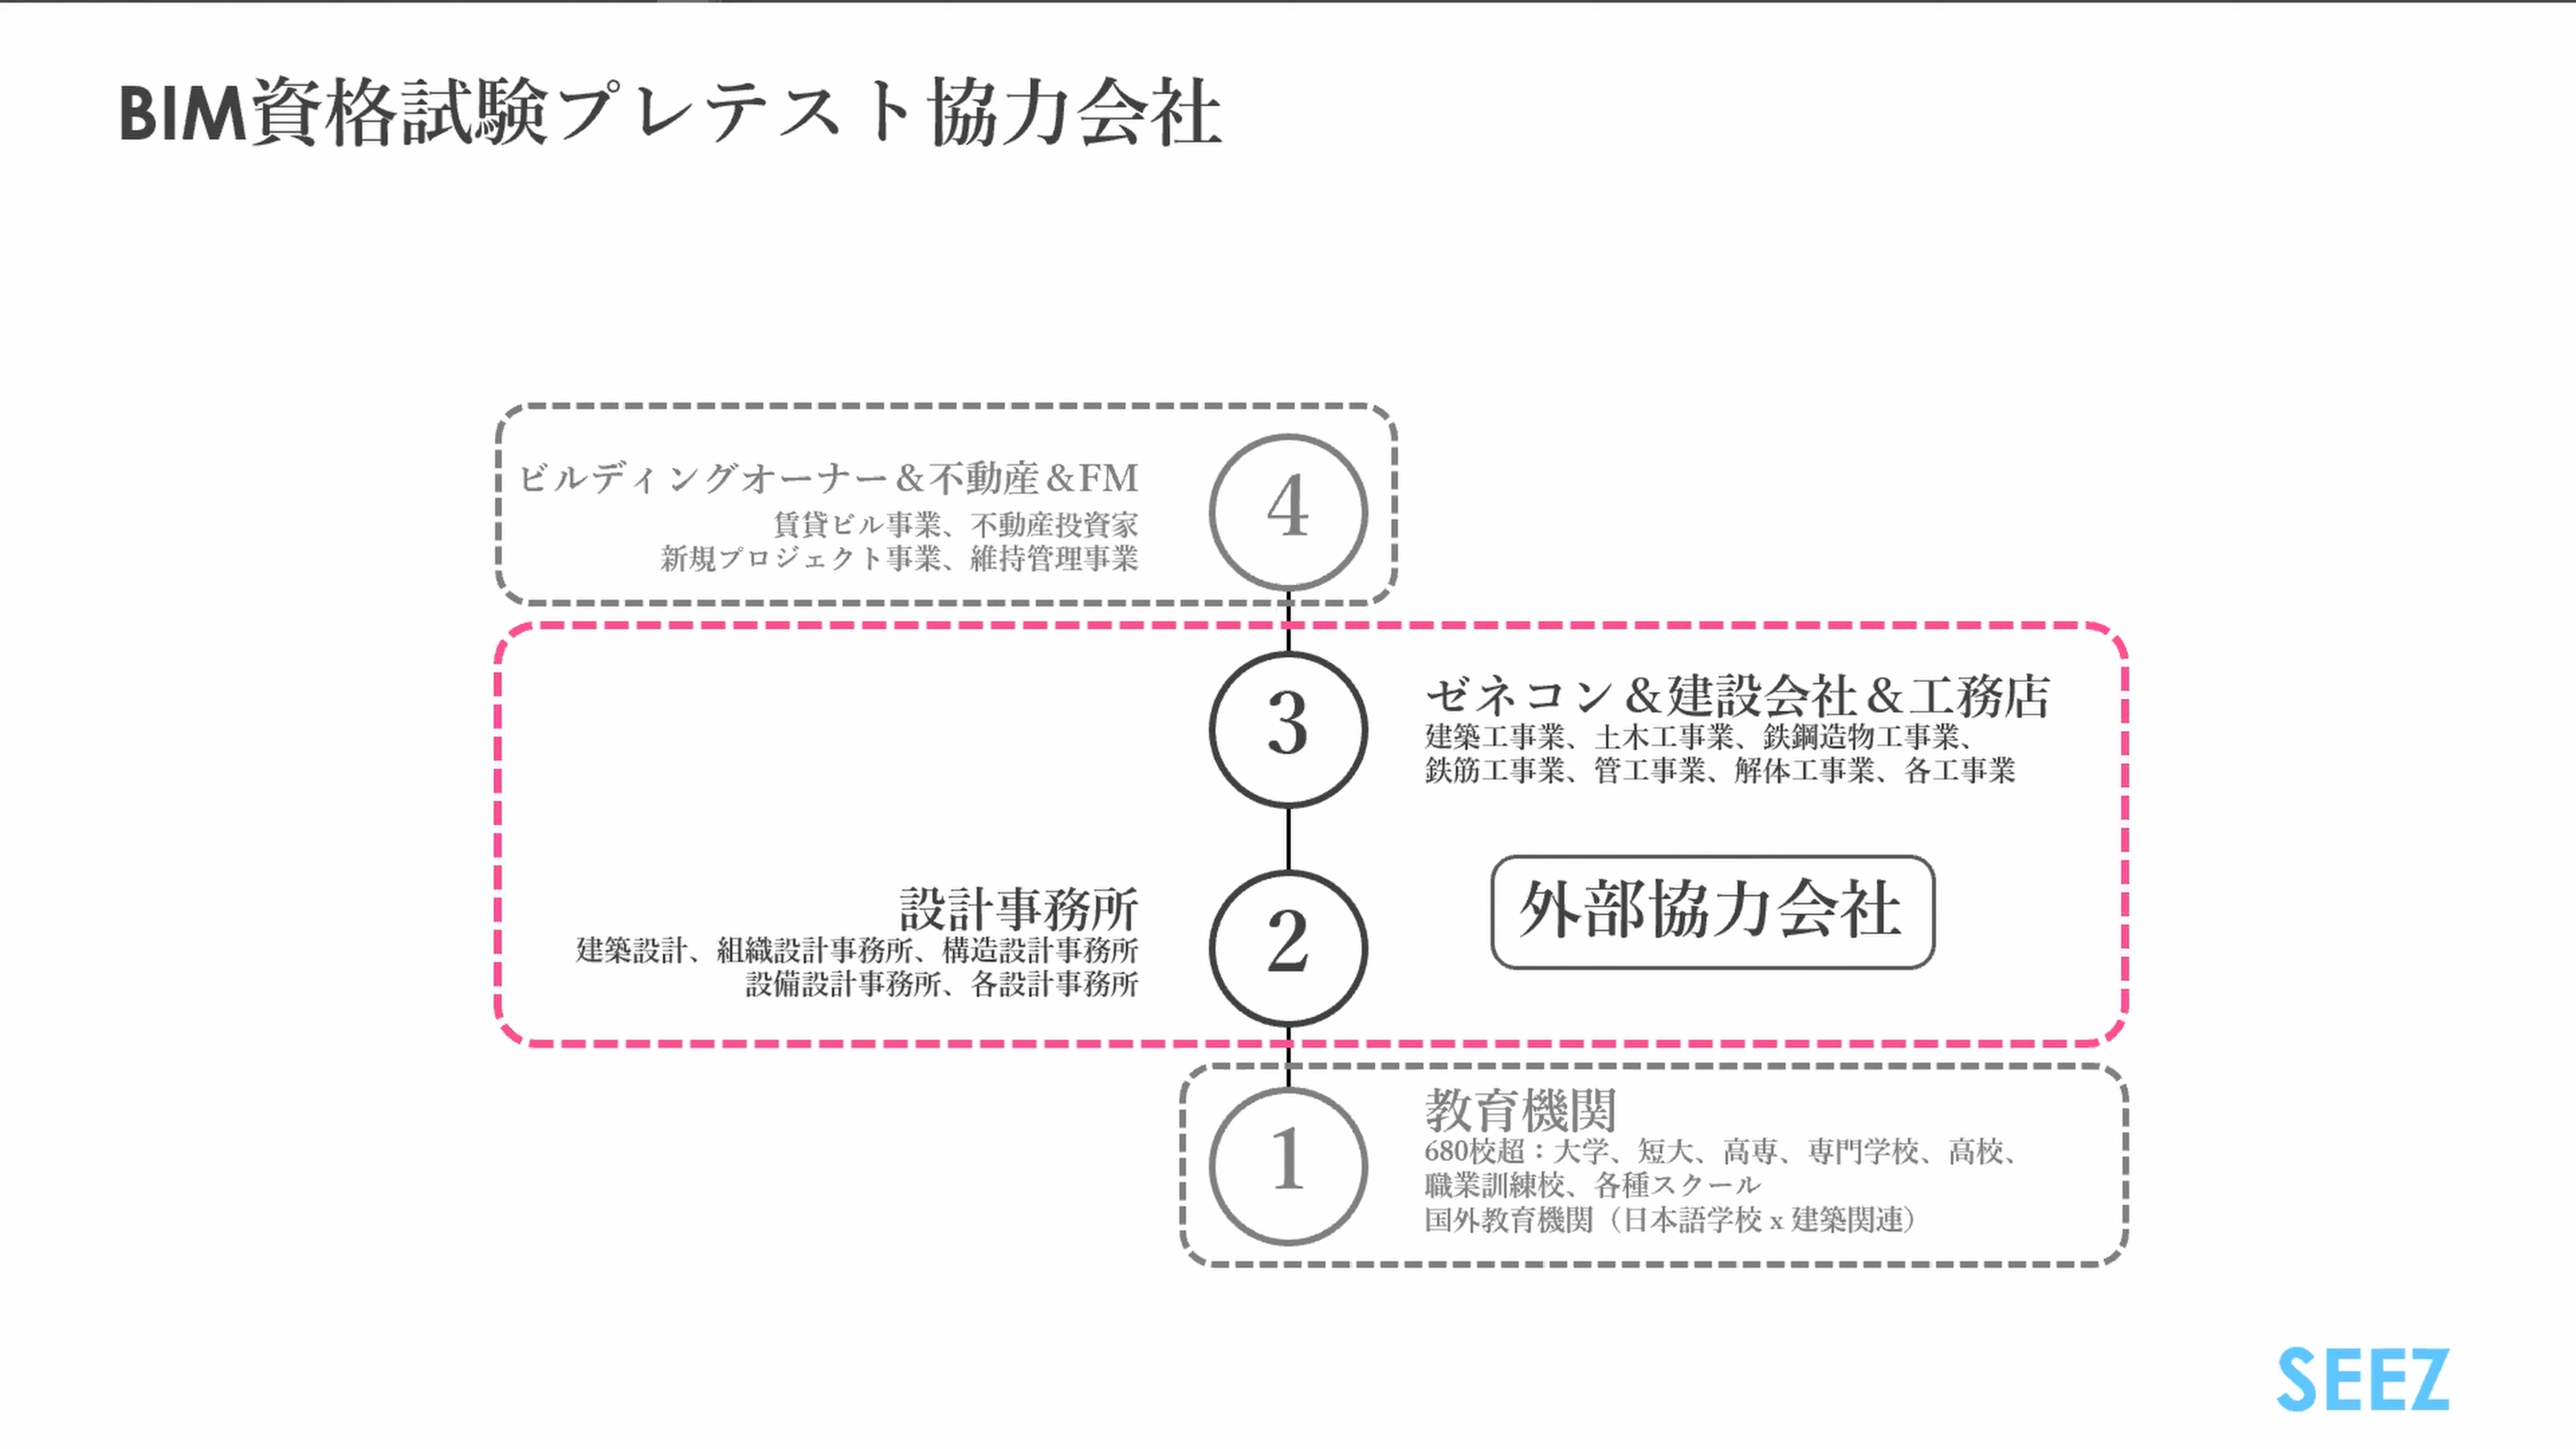 BIM資格試験プレテスト協力会社
4
ビルディングオーナー＆不動産＆FM
賃貸ビル事業、不動産投資家
新規プロジェクト事業、維持管理事業
3
ゼネコン＆建設会社＆工務店
建築工事業、土木工事業、鉄鋼造物工事業、
鉄筋工事業、管工事業、解体工事業、各工事業
外部協力会社
2
設計事務所
建築設計、組織設計事務所、構造設計事務所
設備設計事務所、各設計事務所
1
教育機関
680校超：大学、短大、高専、専門学校、高校、
職業訓練校、各種スクール
国外教育機関（日本語学校 x 建築関連）
SEEZ